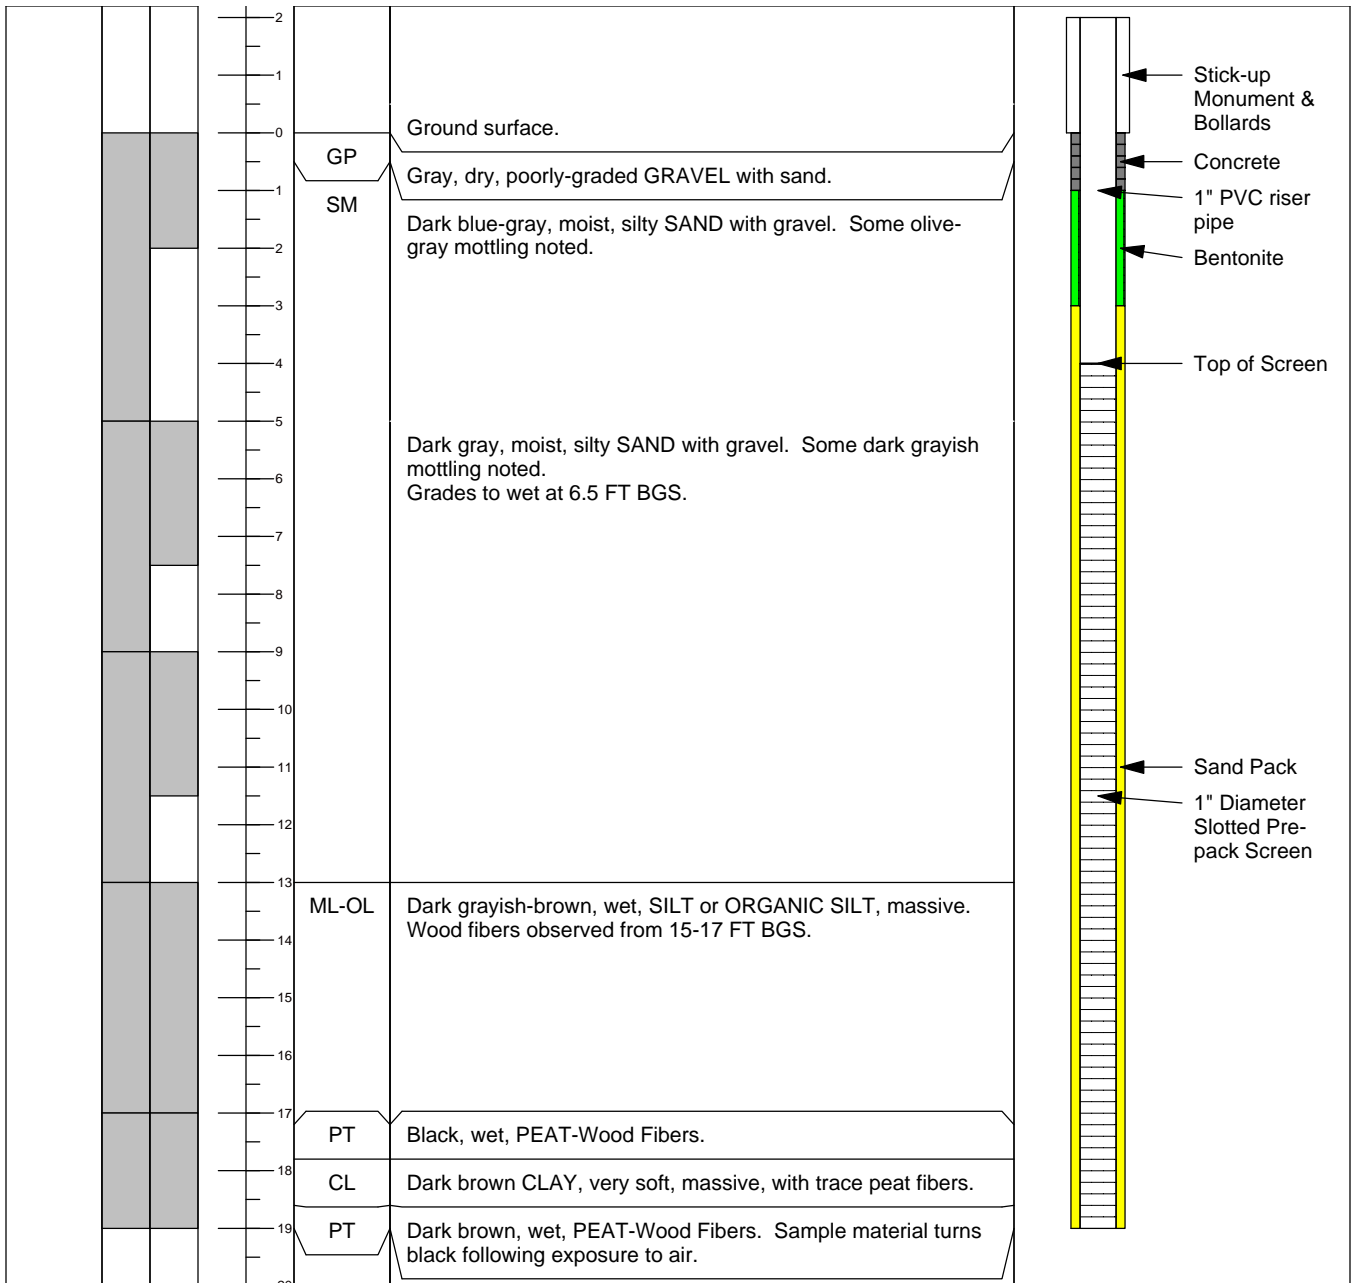 2
1
0
1
2
3
4
5
6
7
8
9
10
11
12
13
14
15
16
17
18
19
GP
SM
ML-OL
PT
CL
PT
Ground surface.
Gray, dry, poorly-graded GRAVEL with sand.
Dark blue-gray, moist, silty SAND with gravel. Some olive-
gray mottling noted.
Dark gray, moist, silty SAND with gravel. Some dark grayish
mottling noted.
Grades to wet at 6.5 FT BGS.
Dark grayish-brown, wet, SILT or ORGANIC SILT, massive.
Wood fibers observed from 15-17 FT BGS.
Black, wet, PEAT-Wood Fibers.
Dark brown CLAY, very soft, massive, with trace peat fibers.
Dark brown, wet, PEAT-Wood Fibers. Sample material turns
black following exposure to air.
Stick-up
Monument &
Bollards
Concrete
1" PVC riser
pipe
Bentonite
Top of Screen
Sand Pack
1" Diameter
Slotted Pre-
pack Screen